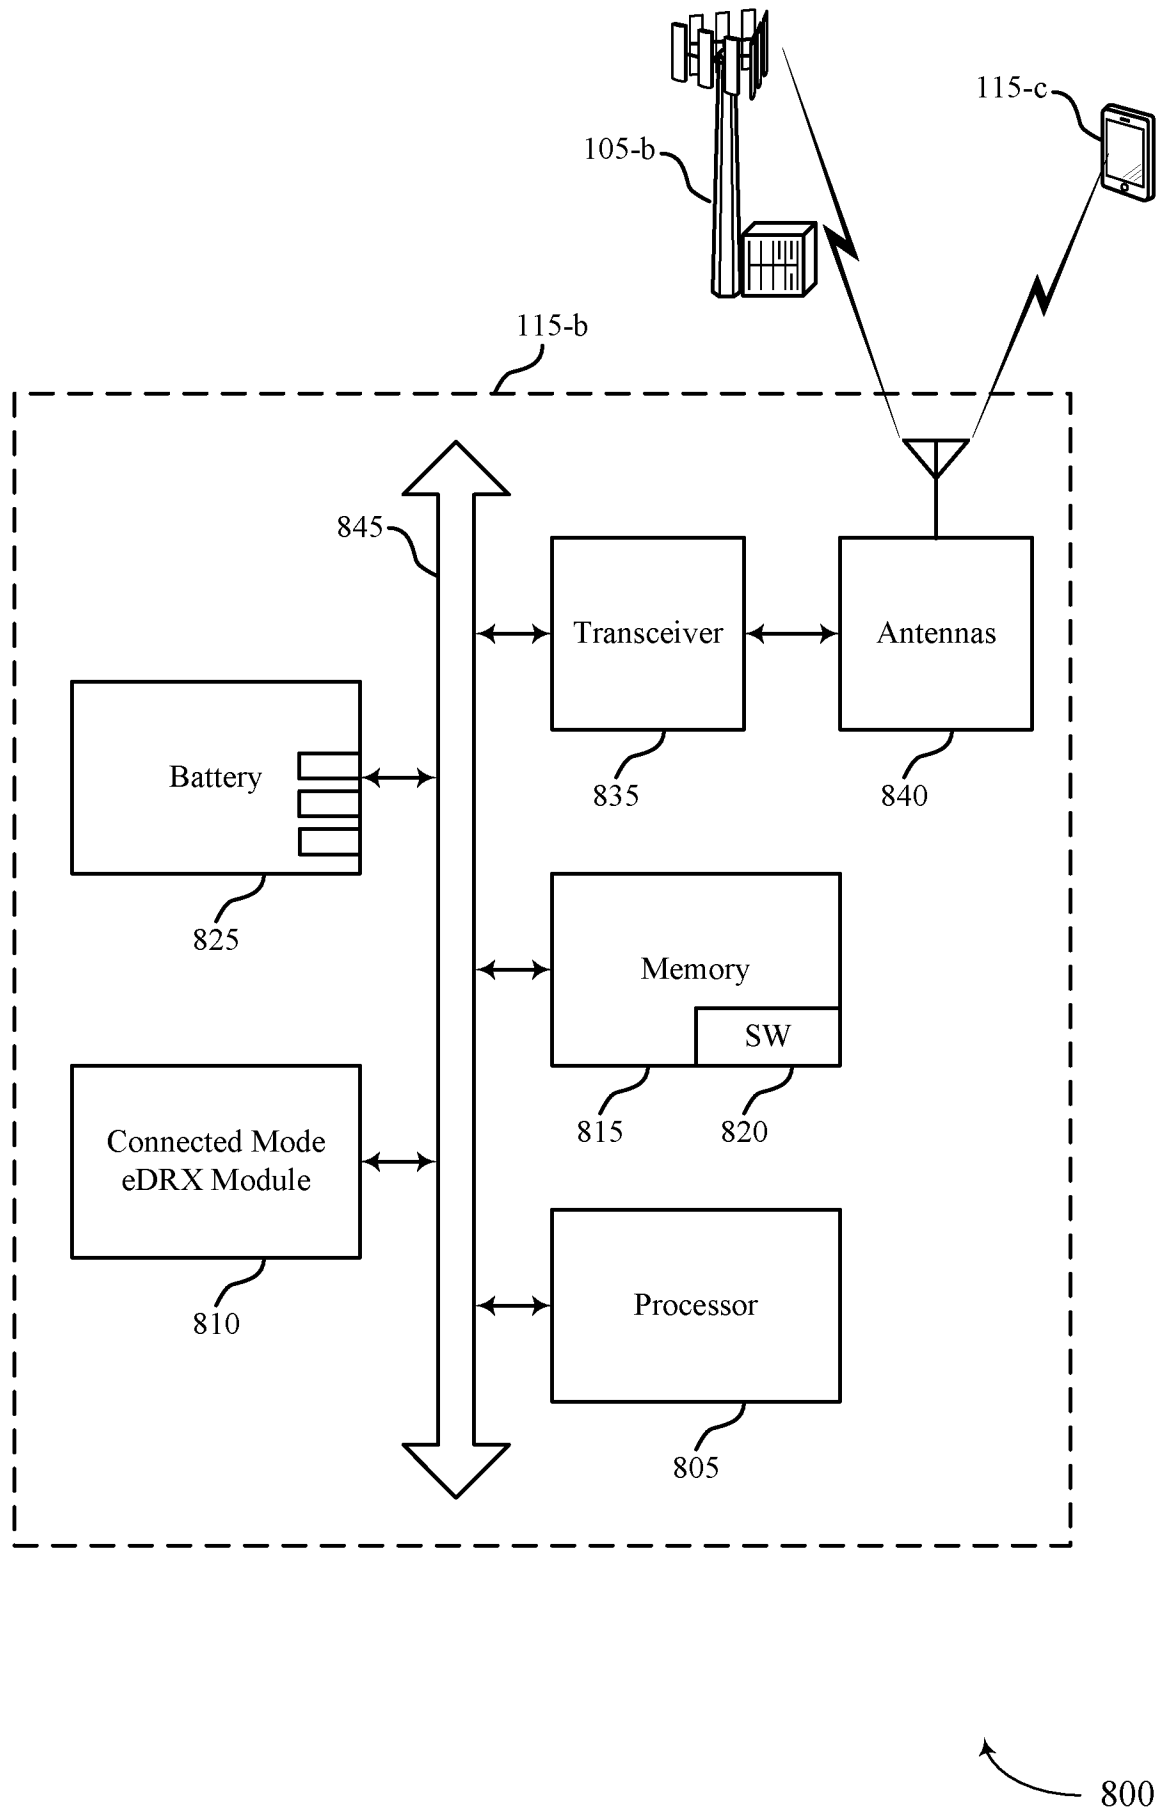 115-c
105-b
115-b
845
Transceiver
Antennas
835
840
Battery
825
Memory
SW
815
820
Connected Mode
eDRX Module
810
Processor
805
800